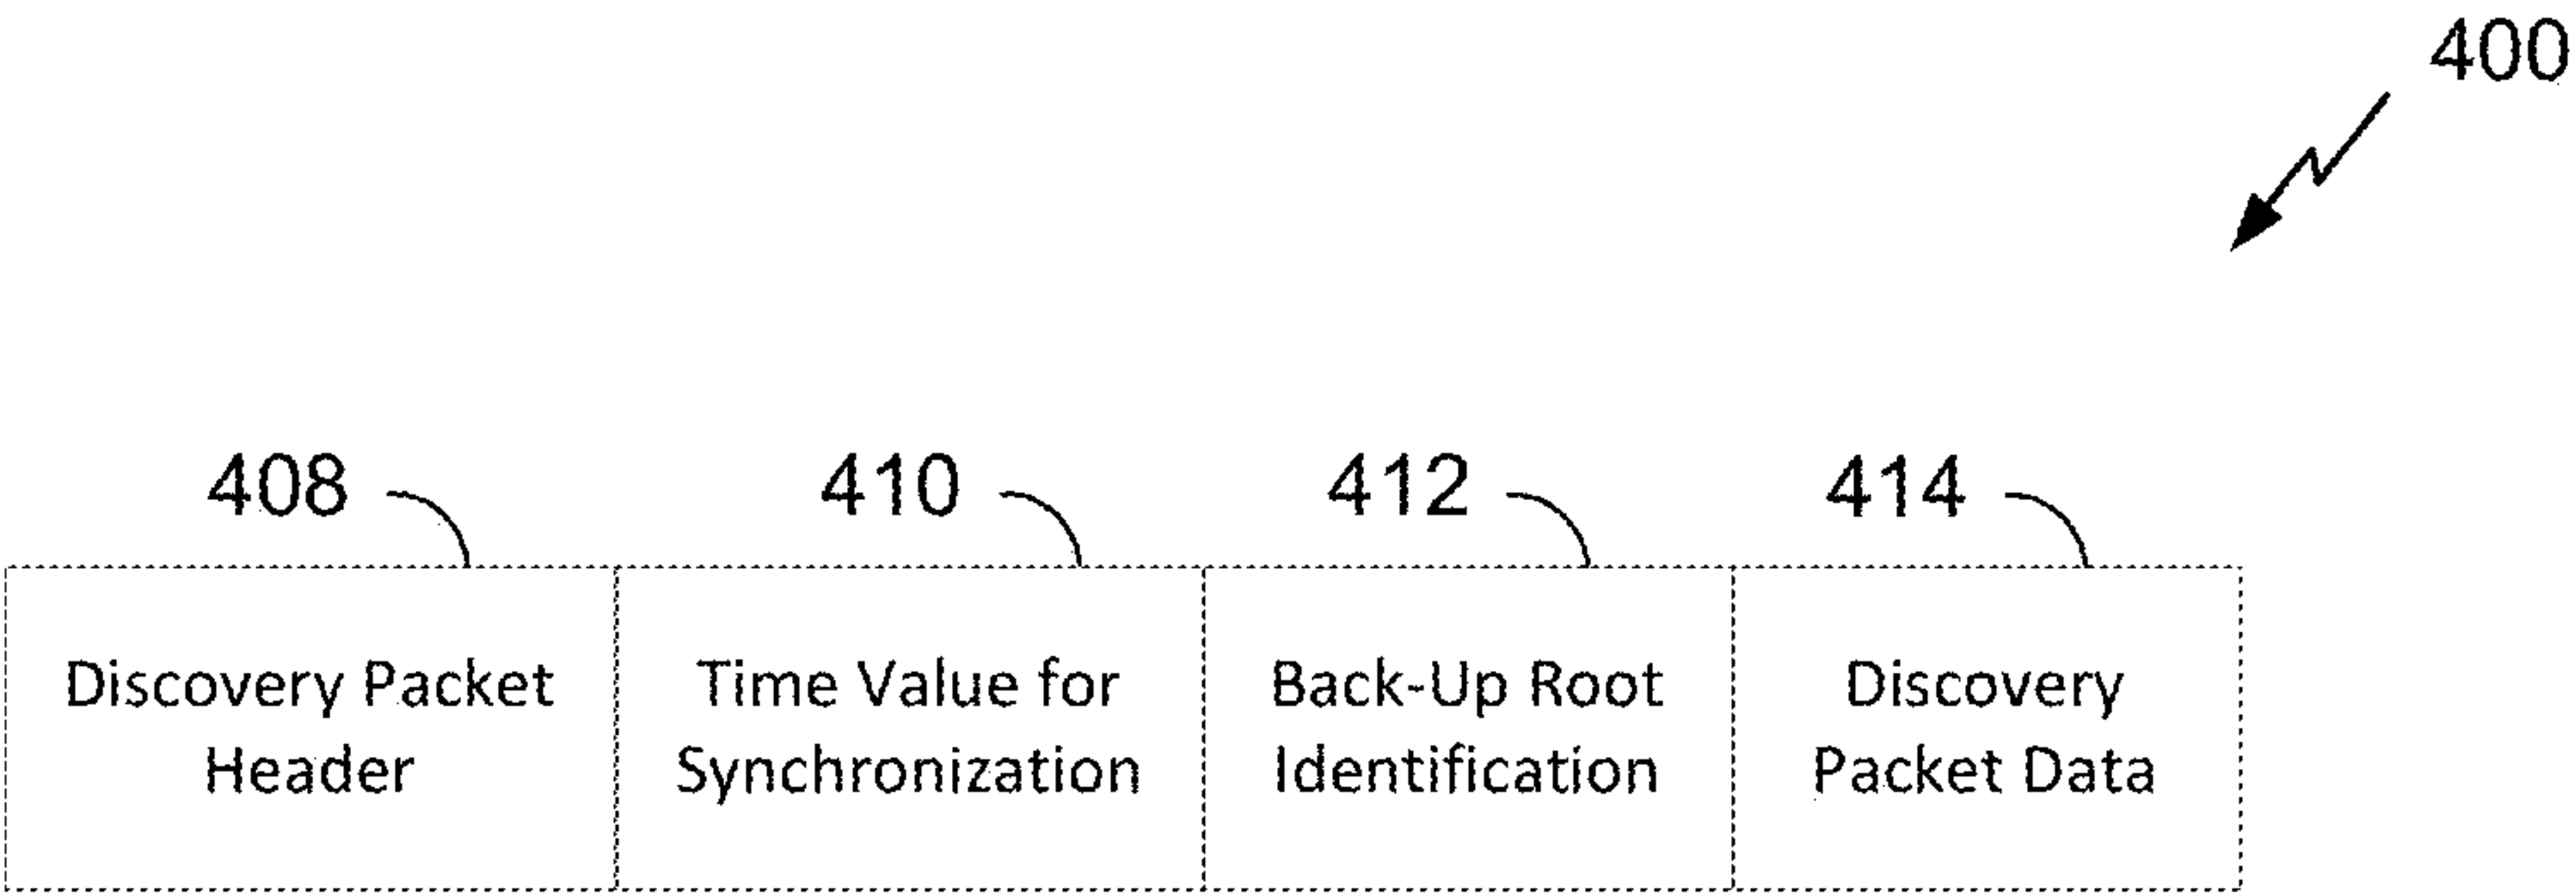 400
408
410
412
414
Discovery Packet
Header
Time Value for
Synchronization
Back-Up Root
Identification
Discovery
Packet Data